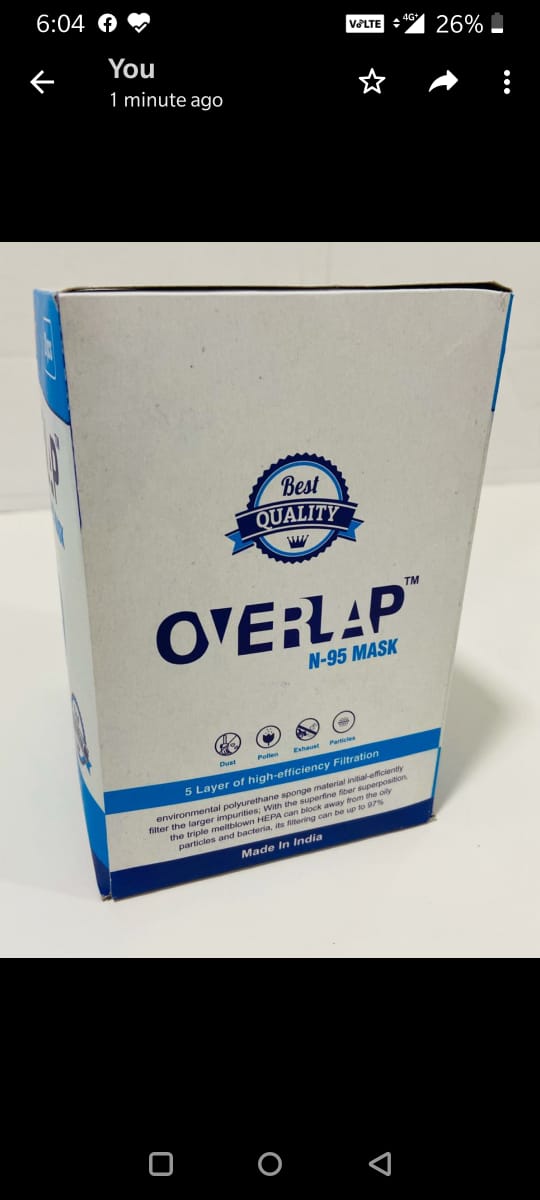 6:04
VoLTE 4G+ 26%
You
1 minute ago
Best
QUALITY
OVERLAP™
N-95 MASK
Dust Pollen Exhaust Particles
5 Layer of high-efficiency Filtration
environmental polyurethane sponge material initial-efficiently
filter the larger impurities; With the superfine fiber superposition,
the triple meltblown HEPA can block away from the oily
particles and bacteria, its filtering can be up to 97%
Made In India
P
MASK